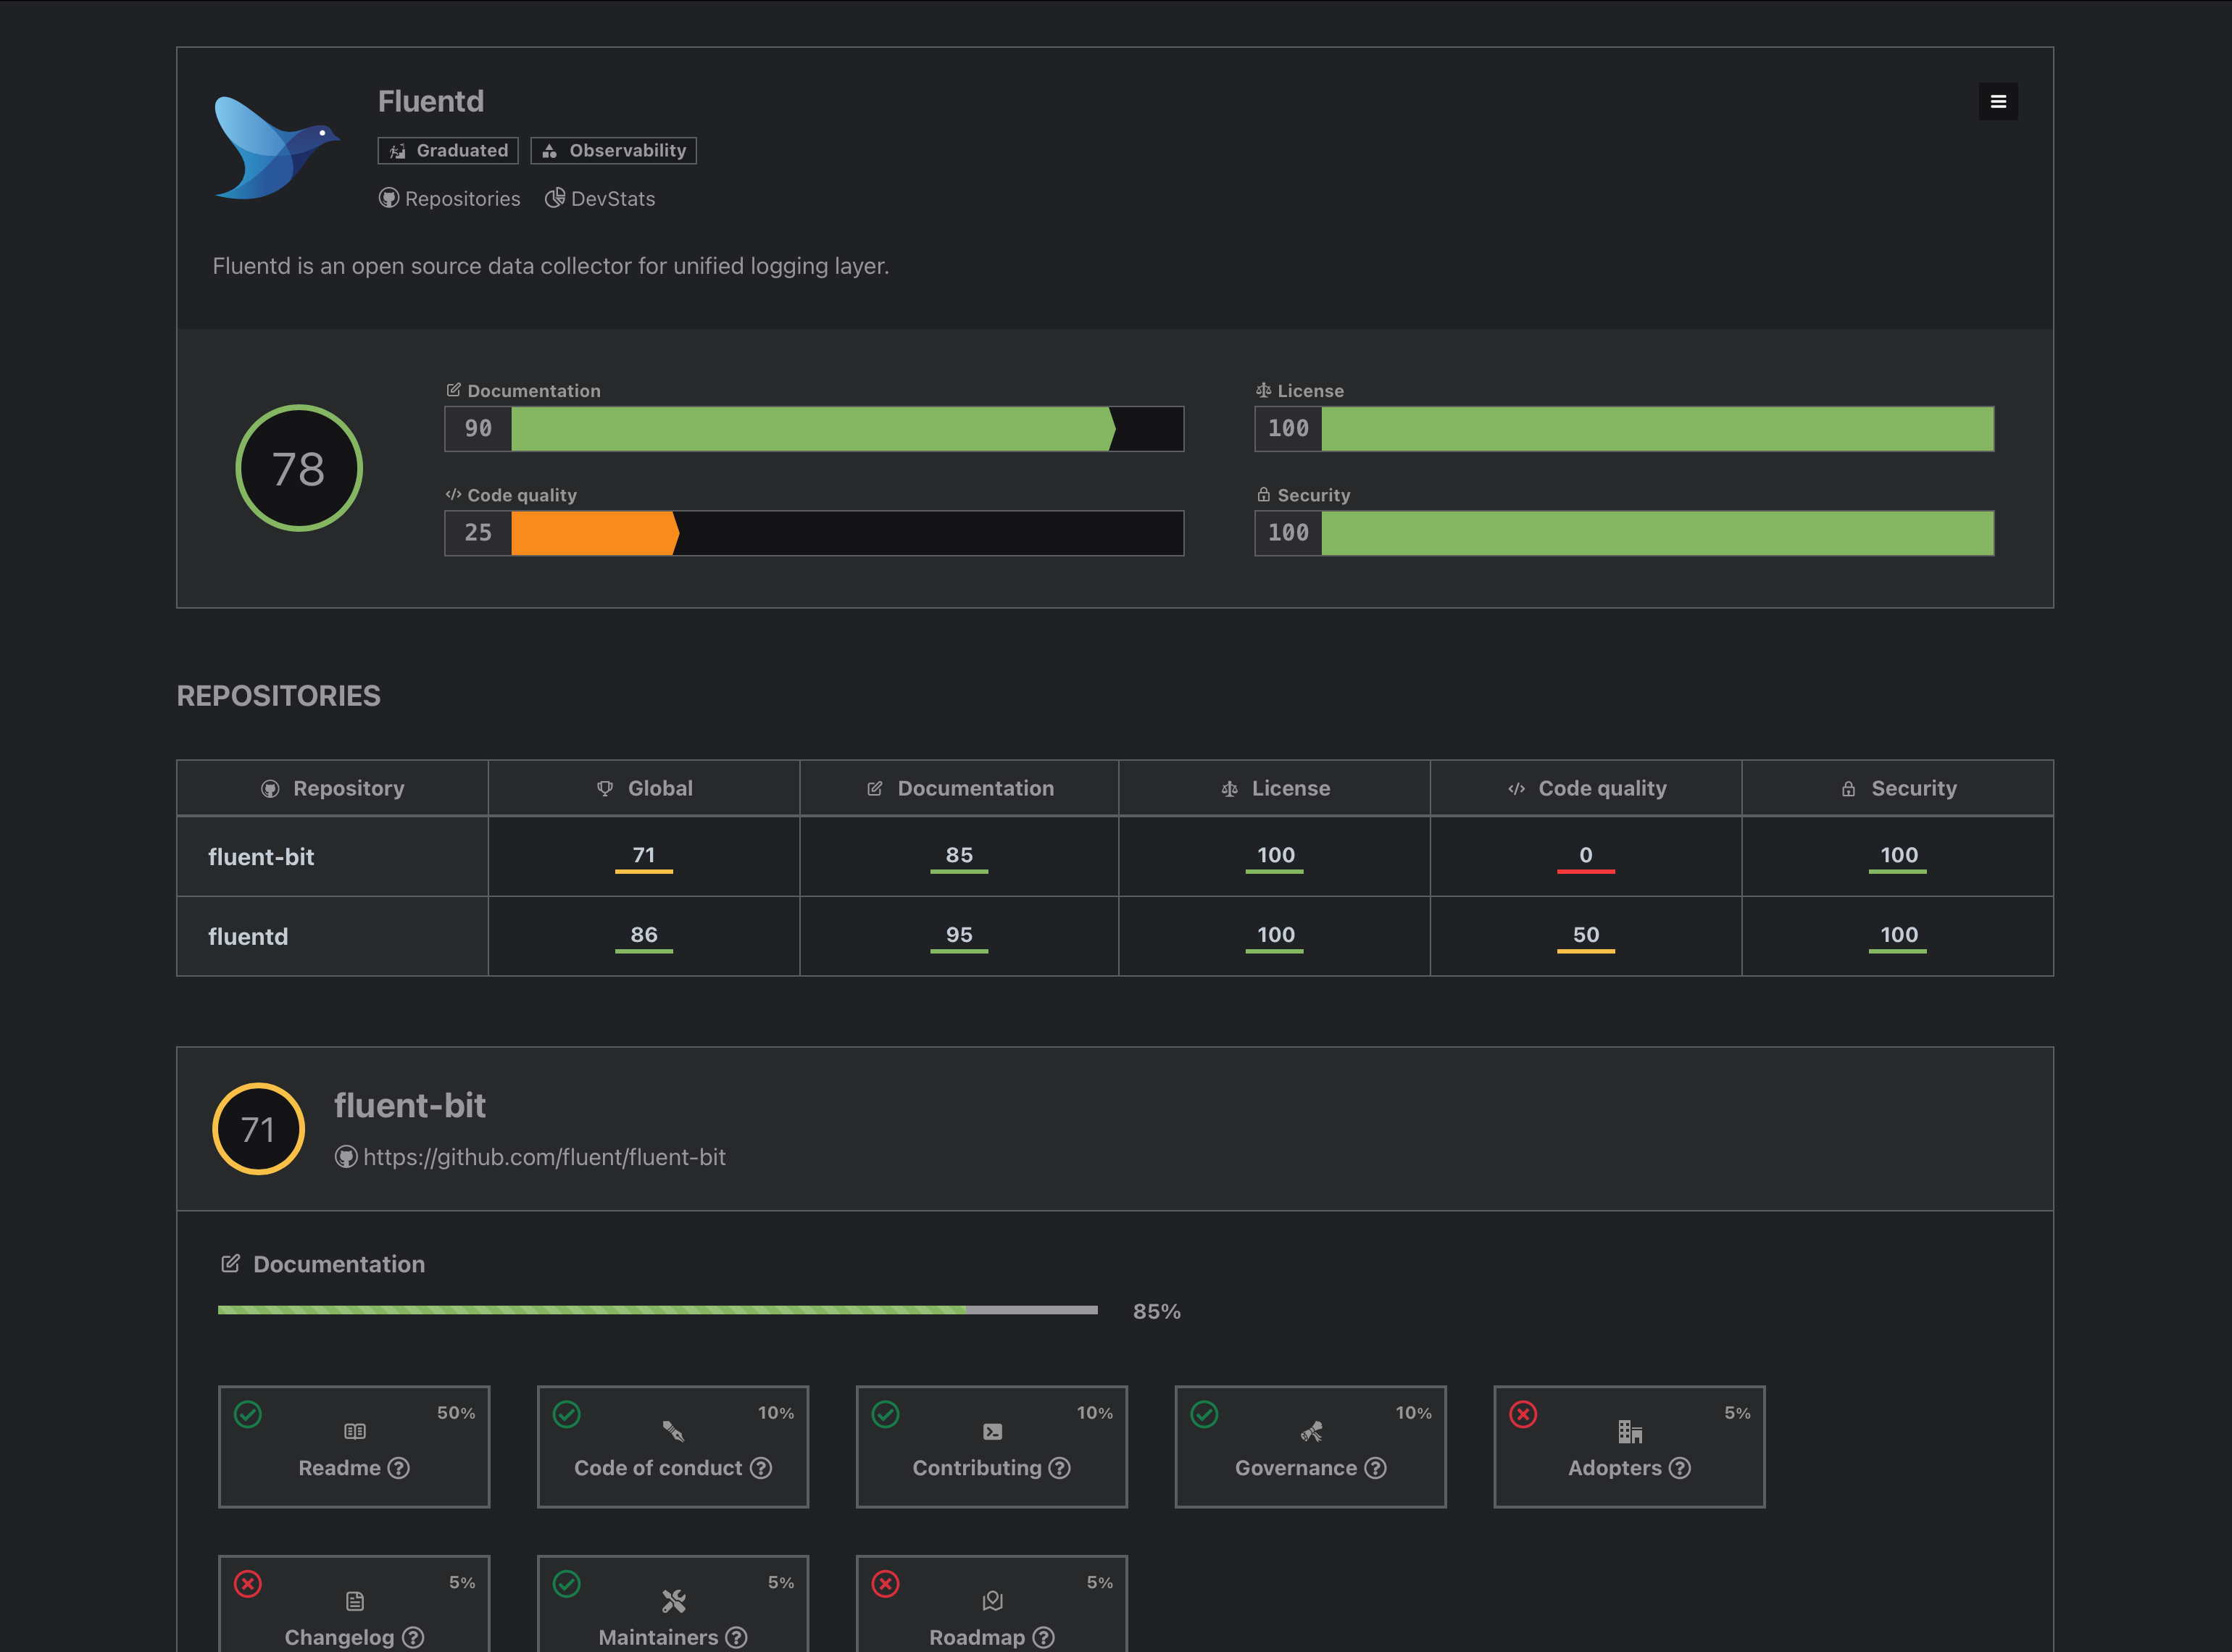 Fluentd
Graduated Observability
Repositories DevStats
Fluentd is an open source data collector for unified logging layer.
78
Documentation
90
License
100
Code quality
25
Security
100
REPOSITORIES
Repository Global Documentation License Code quality Security
fluent-bit 71 85 100 0 100
fluentd 86 95 100 50 100
71
fluent-bit
https://github.com/fluent/fluent-bit
Documentation
85%
50%
Readme
10%
Code of conduct
10%
Contributing
10%
Governance
5%
Adopters
5%
Changelog
5%
Maintainers
5%
Roadmap